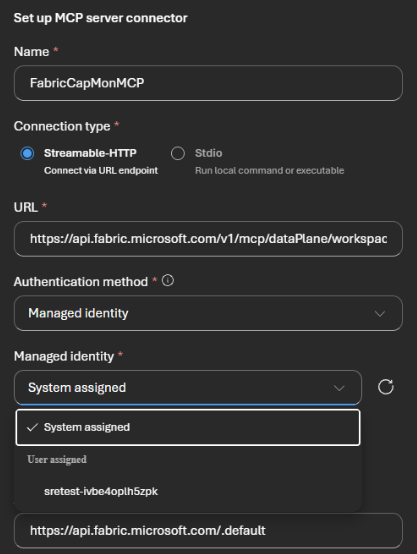 Set up MCP server connector
Name *
FabricCapMonMCP
Connection type *
Streamable-HTTP
Connect via URL endpoint
Stdio
Run local command or executable
URL *
https://api.fabric.microsoft.com/v1/mcp/dataPlane/workspac
Authentication method *
Managed identity
Managed identity *
System assigned
System assigned
User assigned
sretest-ivbe4oplh5zpk
https://api.fabric.microsoft.com/.default